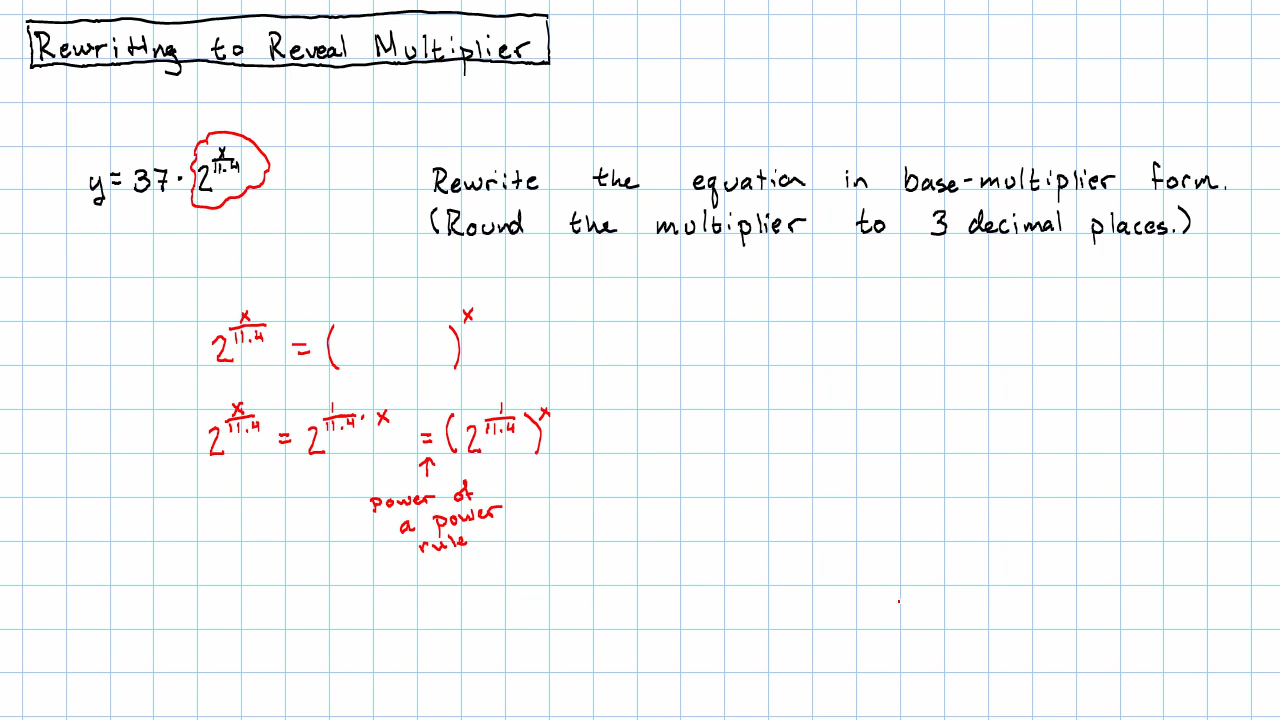 Rewriting to Reveal Multiplier
y = 37 · 2^(x/11.4)
Rewrite the equation in base-multiplier form.
(Round the multiplier to 3 decimal places.)
2^(x/11.4) = ( )^x
2^(x/11.4) = 2^(1/11.4 · x) = (2^(1/11.4))^x
↑
power of
a power
rule